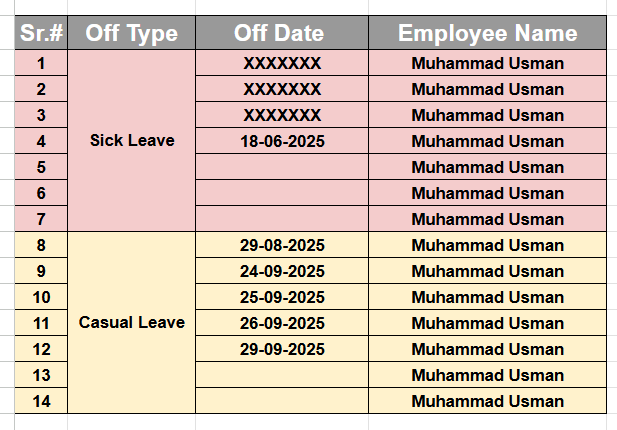 Sr.# Off Type Off Date Employee Name
1 XXXXXXX Muhammad Usman
2 XXXXXXX Muhammad Usman
3 XXXXXXX Muhammad Usman
4 Sick Leave 18-06-2025 Muhammad Usman
5 Muhammad Usman
6 Muhammad Usman
7 Muhammad Usman
8 29-08-2025 Muhammad Usman
9 24-09-2025 Muhammad Usman
10 25-09-2025 Muhammad Usman
11 Casual Leave 26-09-2025 Muhammad Usman
12 29-09-2025 Muhammad Usman
13 Muhammad Usman
14 Muhammad Usman